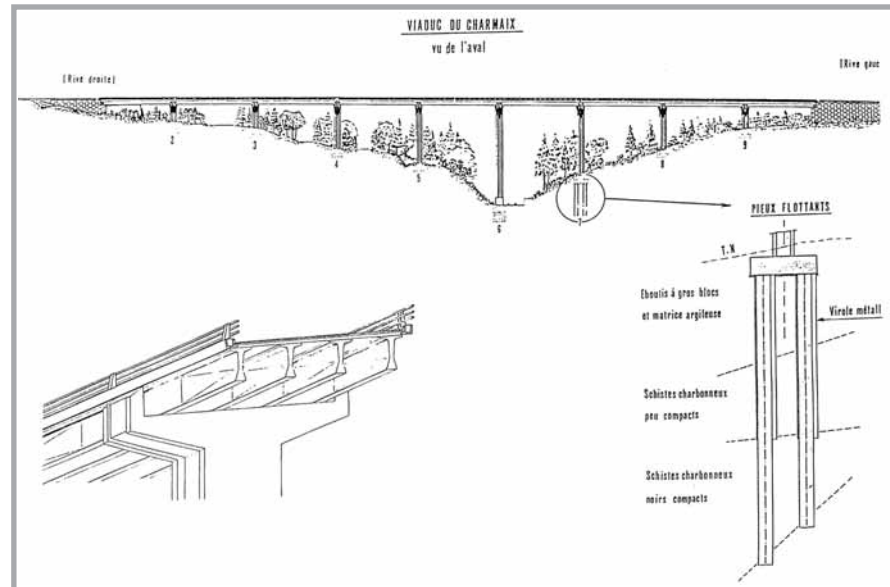 VIADUC DU CHARMAIX
vu de l'aval
(Rive droite)
(Rive gauc
2
3
4
5
6
7
8
9
PIEUX FLOTTANTS
T.N
Eboulis à gros blocs
et matrice argileuse
Virole métall
Schistes charbonneux
peu compacts
Schistes charbonneux
noirs compacts